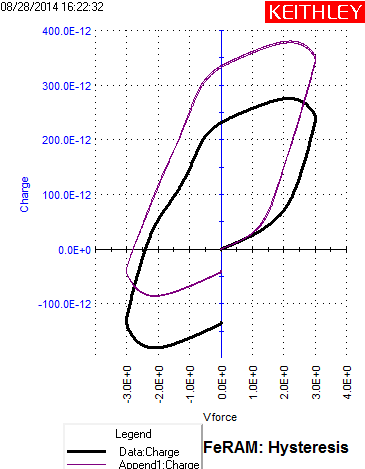 08/28/2014 16:22:32
KEITHLEY
400.0E-12
300.0E-12
200.0E-12
100.0E-12
0.0E+0
-100.0E-12
Charge
-3.0E+0
-2.0E+0
-1.0E+0
0.0E+0
1.0E+0
2.0E+0
3.0E+0
4.0E+0
Vforce
Legend
Data:Charge
Append1:Charge
FeRAM: Hysteresis